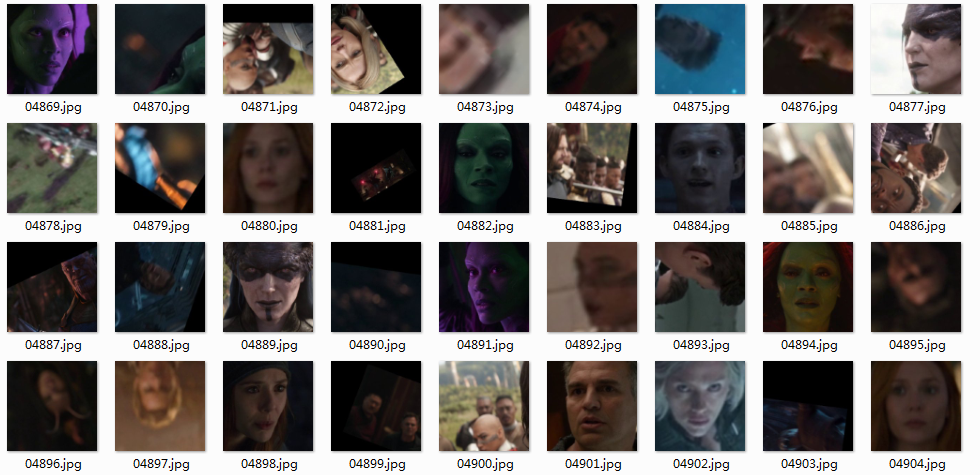 04869.jpg 04870.jpg 04871.jpg 04872.jpg 04873.jpg 04874.jpg 04875.jpg 04876.jpg 04877.jpg
04878.jpg 04879.jpg 04880.jpg 04881.jpg 04882.jpg 04883.jpg 04884.jpg 04885.jpg 04886.jpg
04887.jpg 04888.jpg 04889.jpg 04890.jpg 04891.jpg 04892.jpg 04893.jpg 04894.jpg 04895.jpg
04896.jpg 04897.jpg 04898.jpg 04899.jpg 04900.jpg 04901.jpg 04902.jpg 04903.jpg 04904.jpg